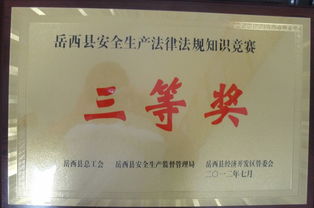 岳西县安全生产法律法规知识竞赛
三等奖
岳西县总工会 岳西县安全生产监督管理局 岳西县经济开发区管委会
二〇一二年七月